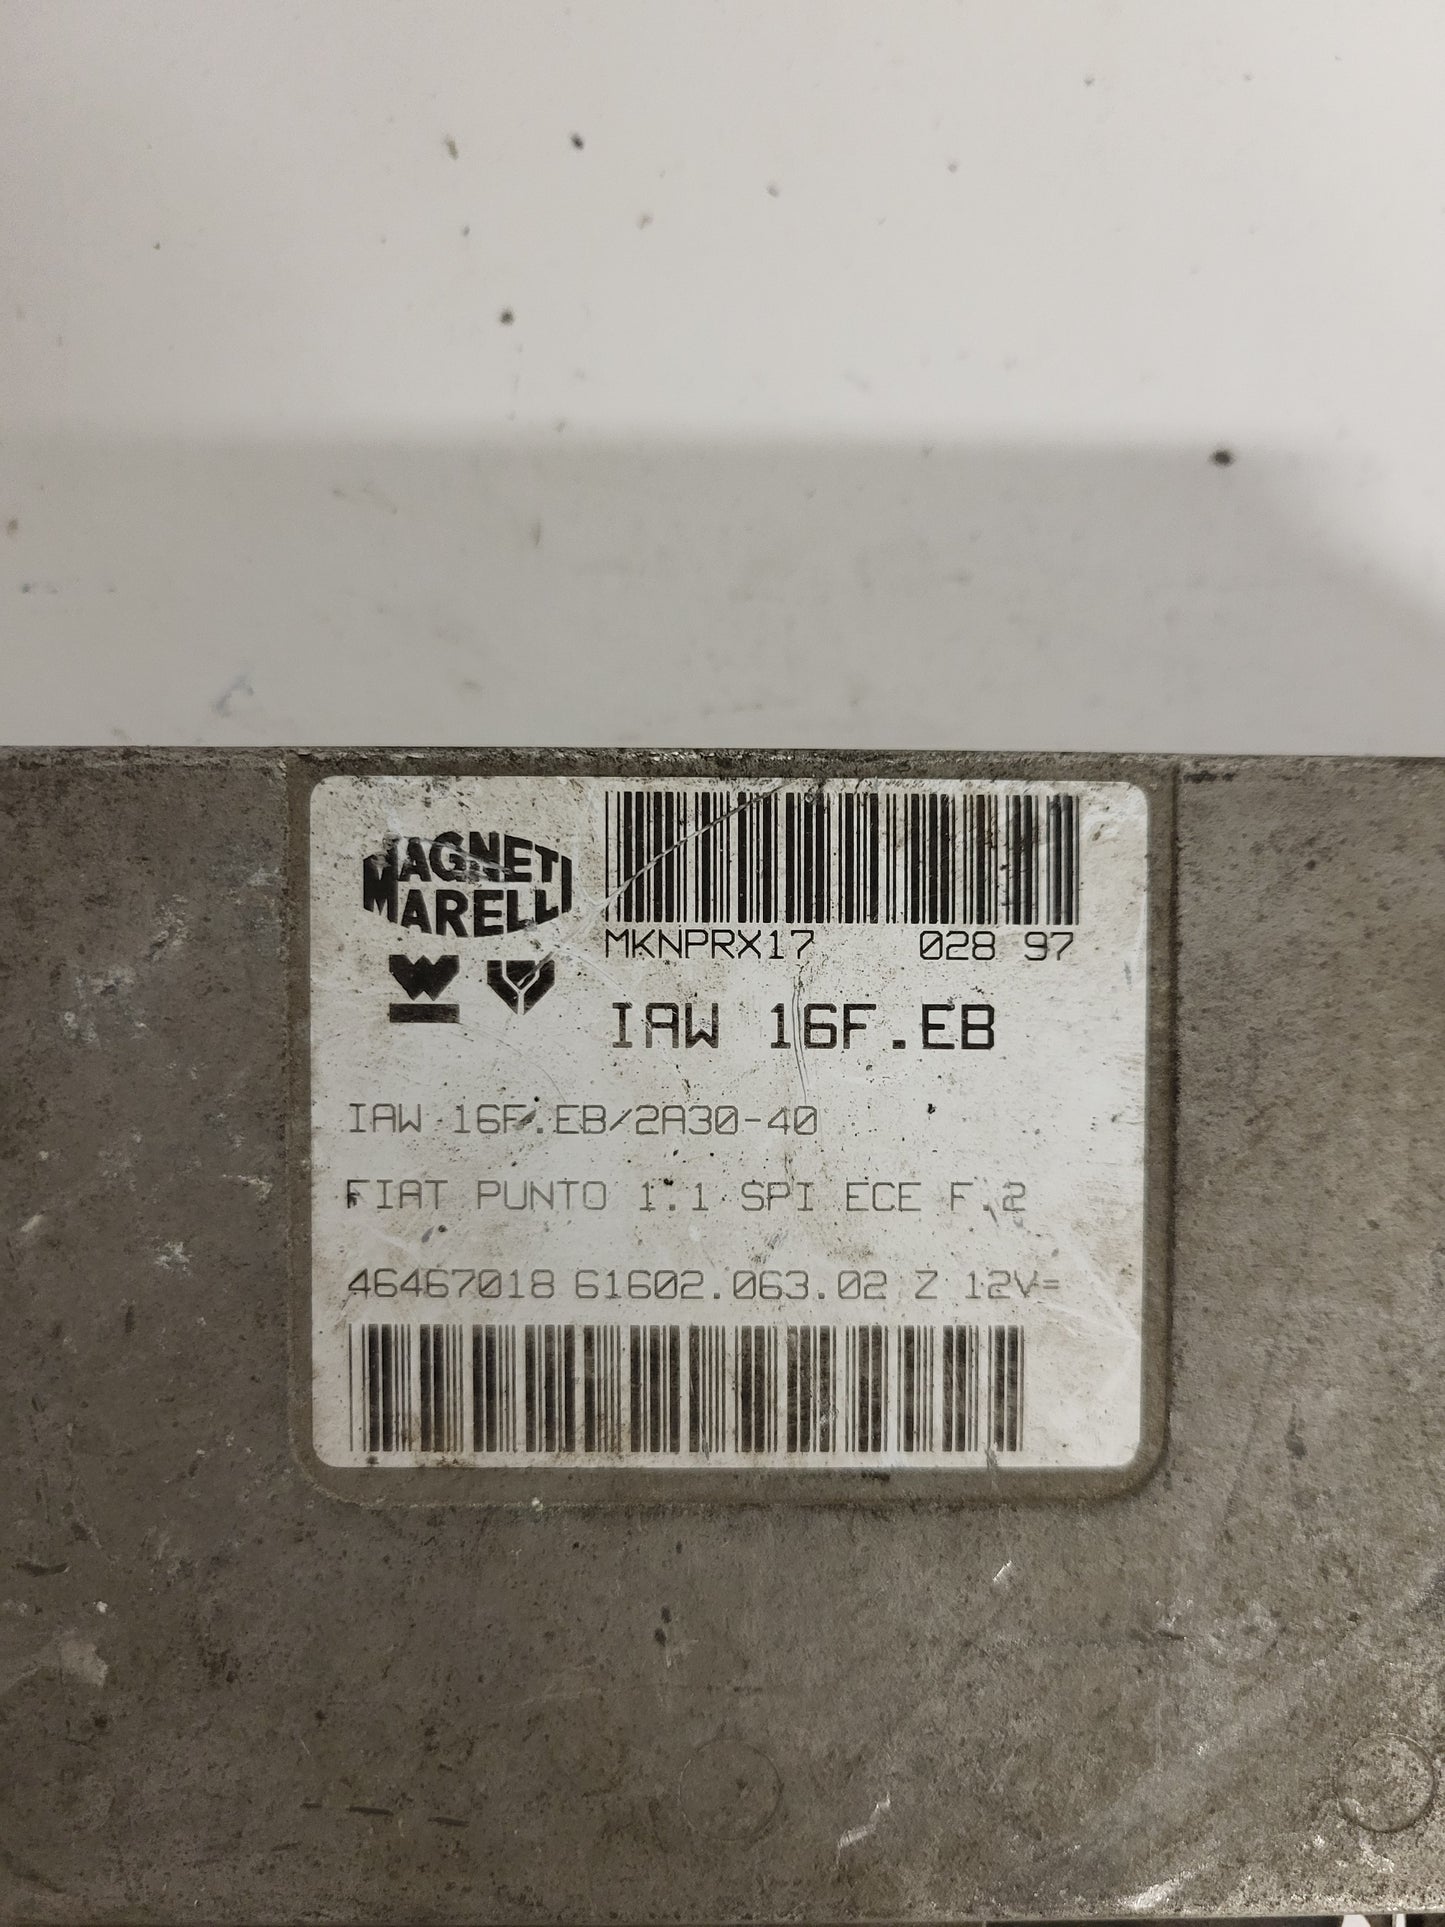 MAGNETI
MARELLI
MKNPRX17 028 97
IAW 16F.EB
IAW 16F.EB/2A30-40
FIAT PUNTO 1.1 SPI ECE F.2
46467018 61602.063.02 Z 12V=